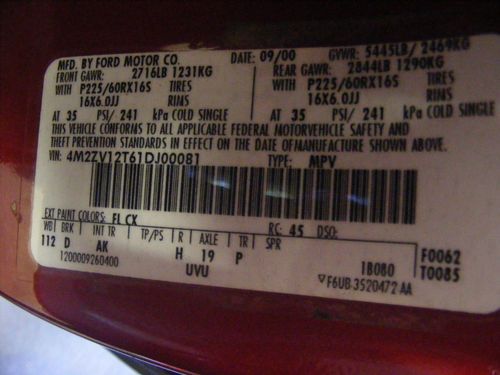 MFD. BY FORD MOTOR CO. DATE: 09/00 GVWR: 5445LB/ 2469KG
FRONT GAWR: 2716LB 1231KG REAR GAWR: 2844LB 1290KG
WITH P225/60RX16S TIRES WITH P225/60RX16S TIRES
16X6.0JJ RIMS 16X6.0JJ RIMS
AT 35 PSI/ 241 kPa COLD SINGLE AT 35 PSI/ 241 kPa COLD SINGLE
THIS VEHICLE CONFORMS TO ALL APPLICABLE FEDERAL MOTORVEHICLE SAFETY AND
THEFT PREVENTION STANDARDS IN EFFECT ON THE DATE OF MANUFACTURE SHOWN ABOVE
VIN: 4M2ZV12T61DJ00081 TYPE: MPV
EXT PAINT COLORS: FL CX RC: 45 DSO:
WB BRK INT TR TP/PS R AXLE TR SPR
112 D AK H 19 P F0062
UVU 1B080 T0085
1200009260400 F6UB-3520472 AA